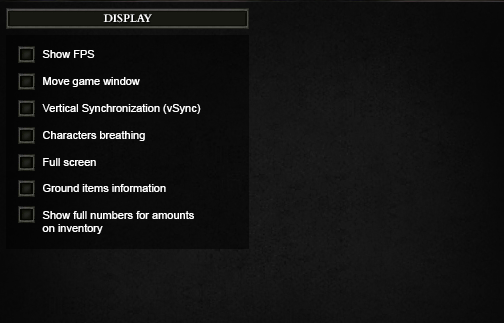 DISPLAY
Show FPS
Move game window
Vertical Synchronization (vSync)
Characters breathing
Full screen
Ground items information
Show full numbers for amounts
on inventory